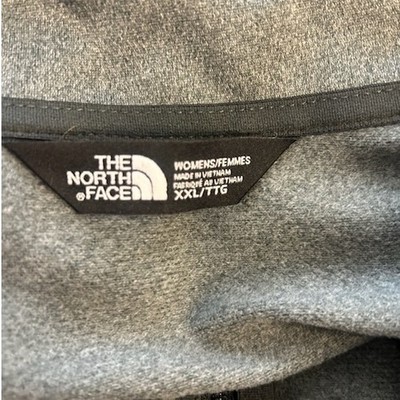 THE
NORTH
®FACE
WOMENS/FEMMES
MADE IN VIETNAM
FABRIQUÉ AU VIETNAM
XXL/TTG